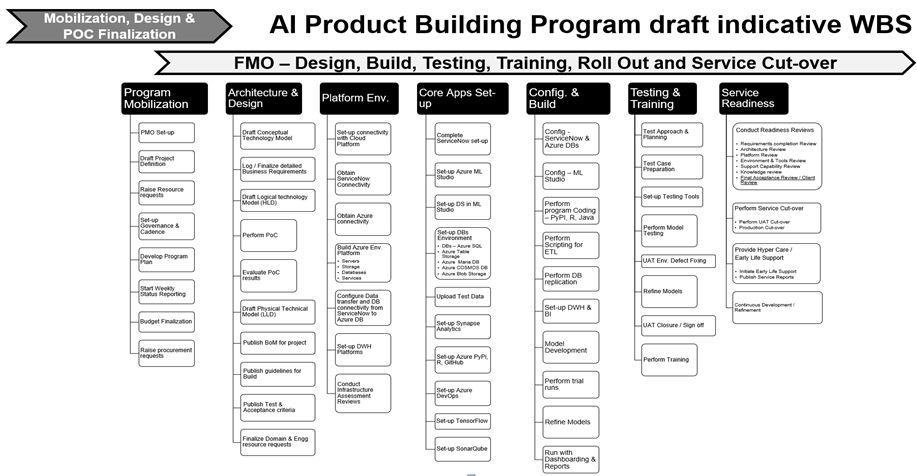 Mobilization, Design &
POC Finalization
AI Product Building Program draft indicative WBS
FMO – Design, Build, Testing, Training, Roll Out and Service Cut-over
Program
Mobilization
PMO Set-up
Draft Project
Definition
Raise Resource
requests
Set-up
Governance &
Cadence
Develop Program
Plan
Start Weekly
Status Reporting
Budget Finalization
Raise procurement
requests
Architecture &
Design
Draft Conceptual
Technology Model
Log / Finalize detailed
Business Requirements
Draft Logical technology
Model (HLD)
Perform PoC
Evaluate PoC
results
Draft Physical Technical
Model (LLD)
Publish BoM for project
Publish guidelines for
Build
Publish Test &
Acceptance criteria
Finalize Domain & Engg
resource requests
Platform Env.
Set-up connectivity
with Cloud
Platform
Obtain
ServiceNow
Connectivity
Obtain Azure
connectivity
Build Azure Env.
Platform
• Servers
• Storage
• Databases
• Services
Configure Data
transfer and DB
connectivity from
ServiceNow to
Azure DB
Set-up DWH
Platforms
Conduct
Infrastructure
Assessment
Reviews
Core Apps Set-
up
Complete
ServiceNow set-up
Set-up Azure ML
Studio
Set-up DS in ML
Studio
Set-up DBs
Environment
• DBs – Azure SQL
• Azure Table
Storage
• Azure Maria DB
• Azure COSMOS DB
• Azure Blob Storage
Upload Test Data
Set-up Synapse
Analytics
Set-up Azure PyPi,
R, GitHub
Set-up Azure
DevOps
Set-up TensorFlow
Set-up SonarQube
Config. &
Build
Config -
ServiceNow &
Azure DBs
Config – ML
Studio
Perform
program Coding
– PyPI, R, Java
Perform
Scripting for
ETL
Perform DB
replication
Set-up DWH &
BI
Model
Development
Perform trial
runs
Refine Models
Run with
Dashboarding &
Reports
Testing &
Training
Test Approach &
Planning
Test Case
Preparation
Set-up Testing Tools
Perform Model
Testing
UAT Env. Defect Fixing
Refine Models
UAT Closure / Sign off
Perform Training
Service
Readiness
Conduct Readiness Reviews
• Requirements completion Review
• Architecture Review
• Platform Review
• Environment & Tools Review
• Support Capability Review
• Knowledge review
• Final Acceptance Review / Client
Review
Perform Service Cut-over
• Perform UAT Cut-over
• Production Cut-over
Provide Hyper Care /
Early Life Support
• Initiate Early Life Support
• Publish Service Reports
Continuous Development /
Refinement